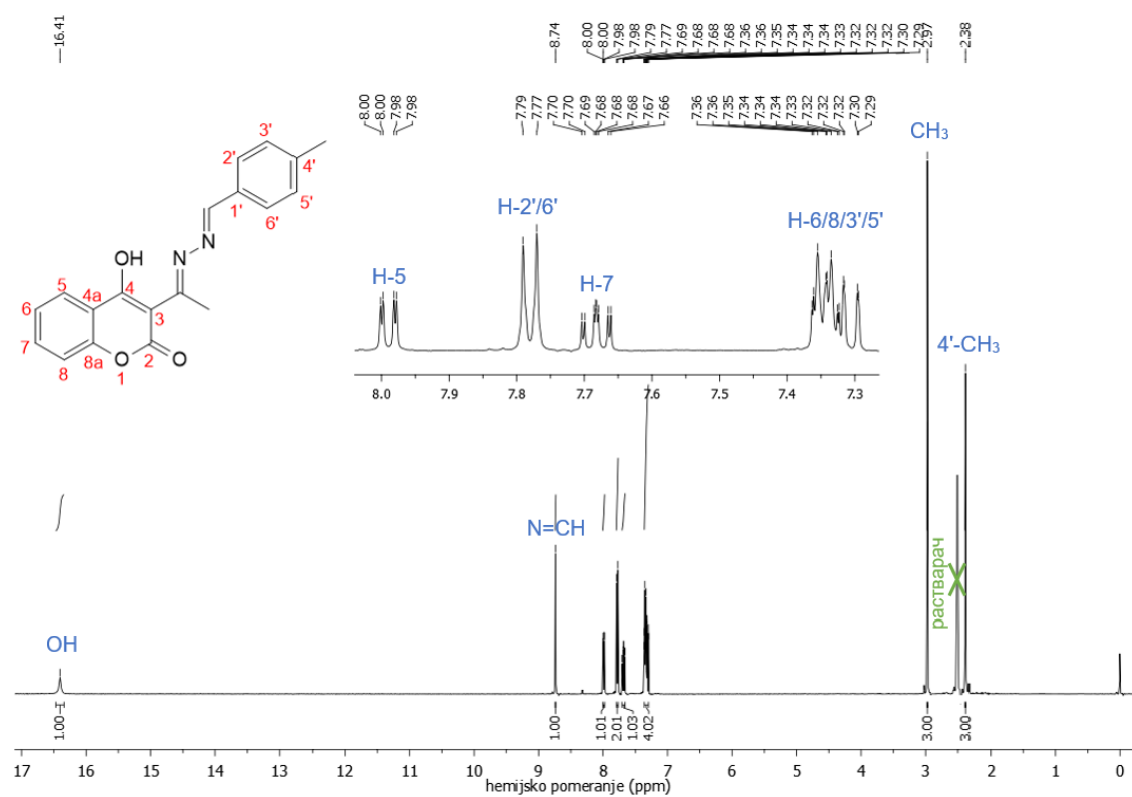 16.41 8.74 8.00 8.00 7.98 7.98 7.79 7.77 7.69 7.68 7.68 7.68 7.36 7.36 7.35 7.34 7.34 7.34 7.33 7.32 7.32 7.32 7.30 7.29 2.97 2.38
8.00 8.00 7.98 7.98 7.79 7.77 7.70 7.70 7.69 7.68 7.68 7.68 7.67 7.66 7.36 7.36 7.35 7.34 7.34 7.34 7.33 7.32 7.32 7.32 7.30 7.29
CH3
3'
2' 4'
5'
1' 6'
H-2'/6' H-6/8/3'/5'
N
OH N
H-5 H-7
5 4
4a
6 3
4'-CH3
7 8a 2 O
8 O
1
8.0 7.9 7.8 7.7 7.6 7.5 7.4 7.3
N=CH
растварач
OH
1.00 1.00 1.01 2.01 1.03 4.02 3.00 3.00
17 16 15 14 13 12 11 10 9 8 7 6 5 4 3 2 1 0
hemijsko pomeranje (ppm)